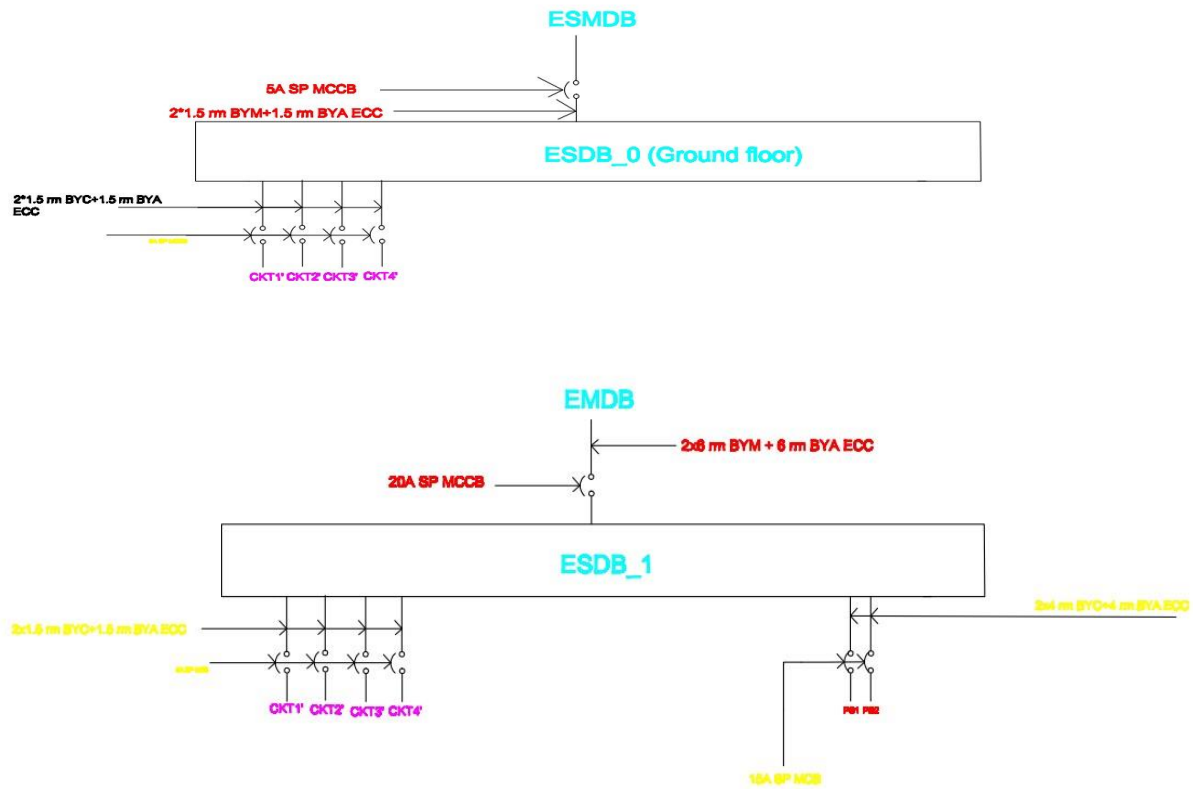 ESMDB
5A SP MCCB
2*1.5 rm BYM+1.5 rm BYA ECC
ESDB_0 (Ground floor)
2*1.5 rm BYC+1.5 rm BYA
ECC
CKT1' CKT2' CKT3' CKT4'
EMDB
2x6 rm BYM + 6 rm BYA ECC
20A SP MCCB
ESDB_1
2x1.5 rm BYC+1.5 rm BYA ECC
2x4 rm BYC+4 rm BYA ECC
CKT1' CKT2' CKT3' CKT4'
PS1 PS2
15A SP MCB